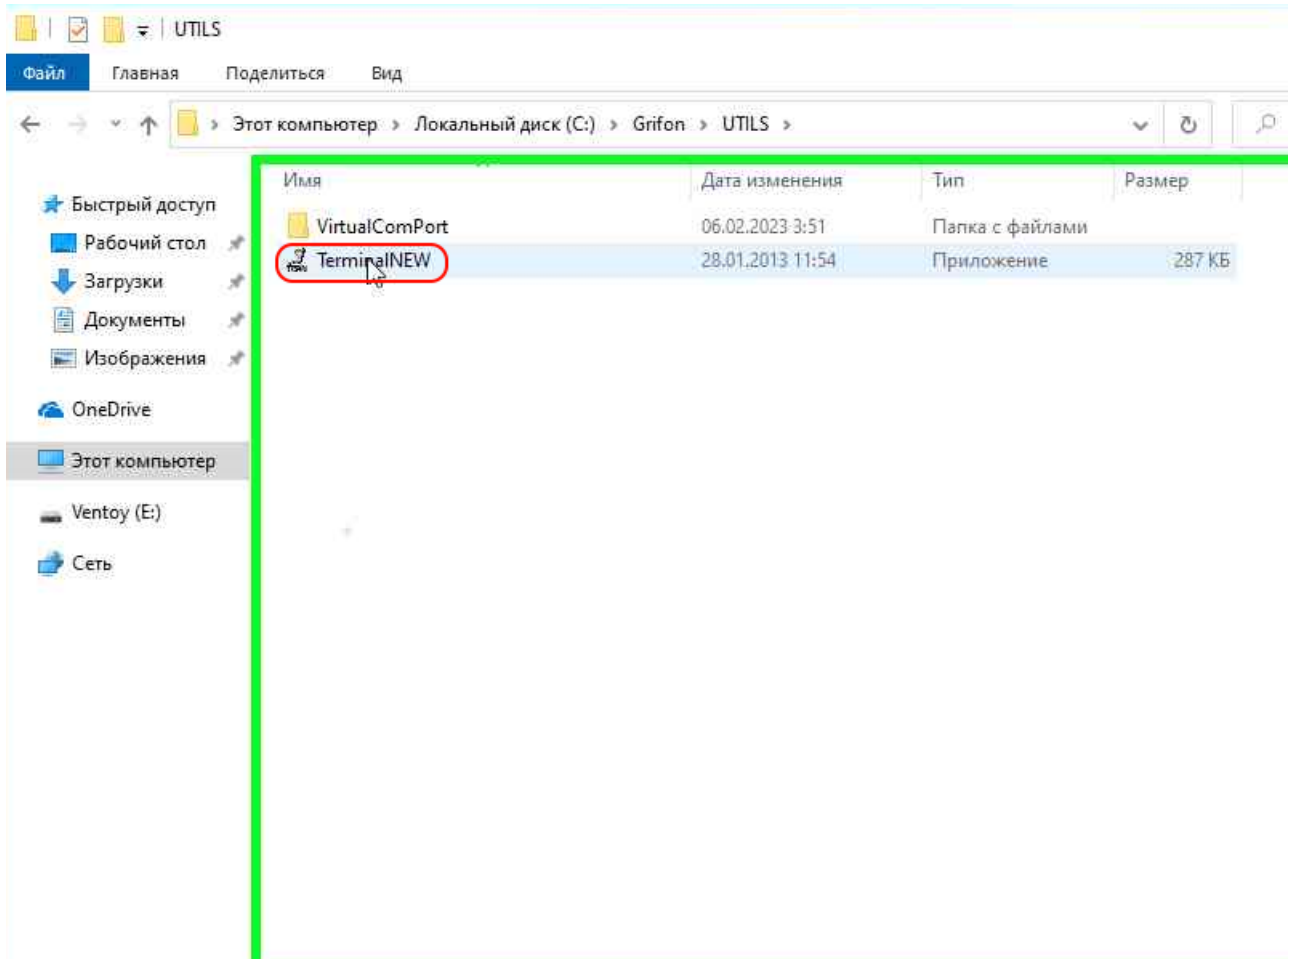 UTILS
Файл Главная Поделиться Вид
Этот компьютер > Локальный диск (C:) > Grifon > UTILS >
Имя Дата изменения Тип Размер
Быстрый доступ
VirtualComPort 06.02.2023 3:51 Папка с файлами
Рабочий стол
TerminalNEW 28.01.2013 11:54 Приложение 287 КБ
Загрузки
Документы
Изображения
OneDrive
Этот компьютер
Ventoy (E:)
Сеть